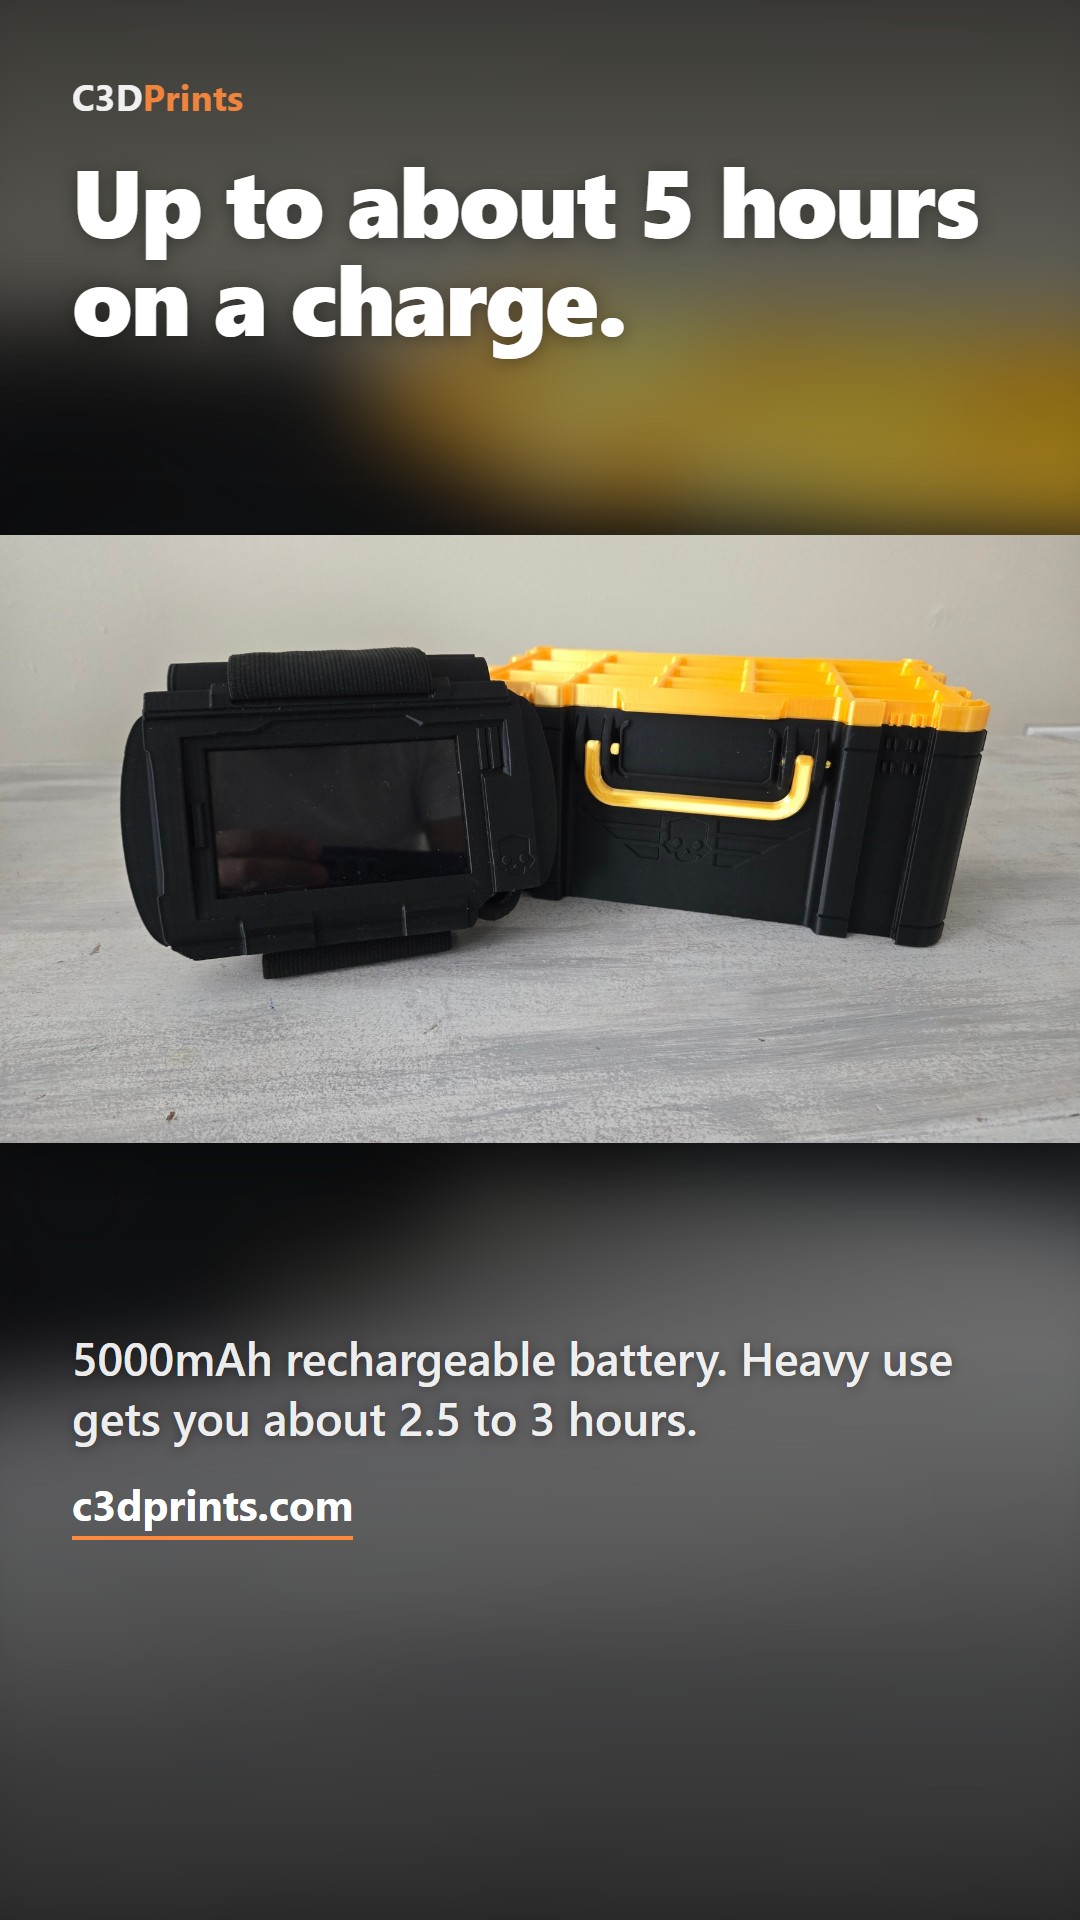 C3DPrints
Up to about 5 hours
on a charge.
5000mAh rechargeable battery. Heavy use
gets you about 2.5 to 3 hours.
c3dprints.com